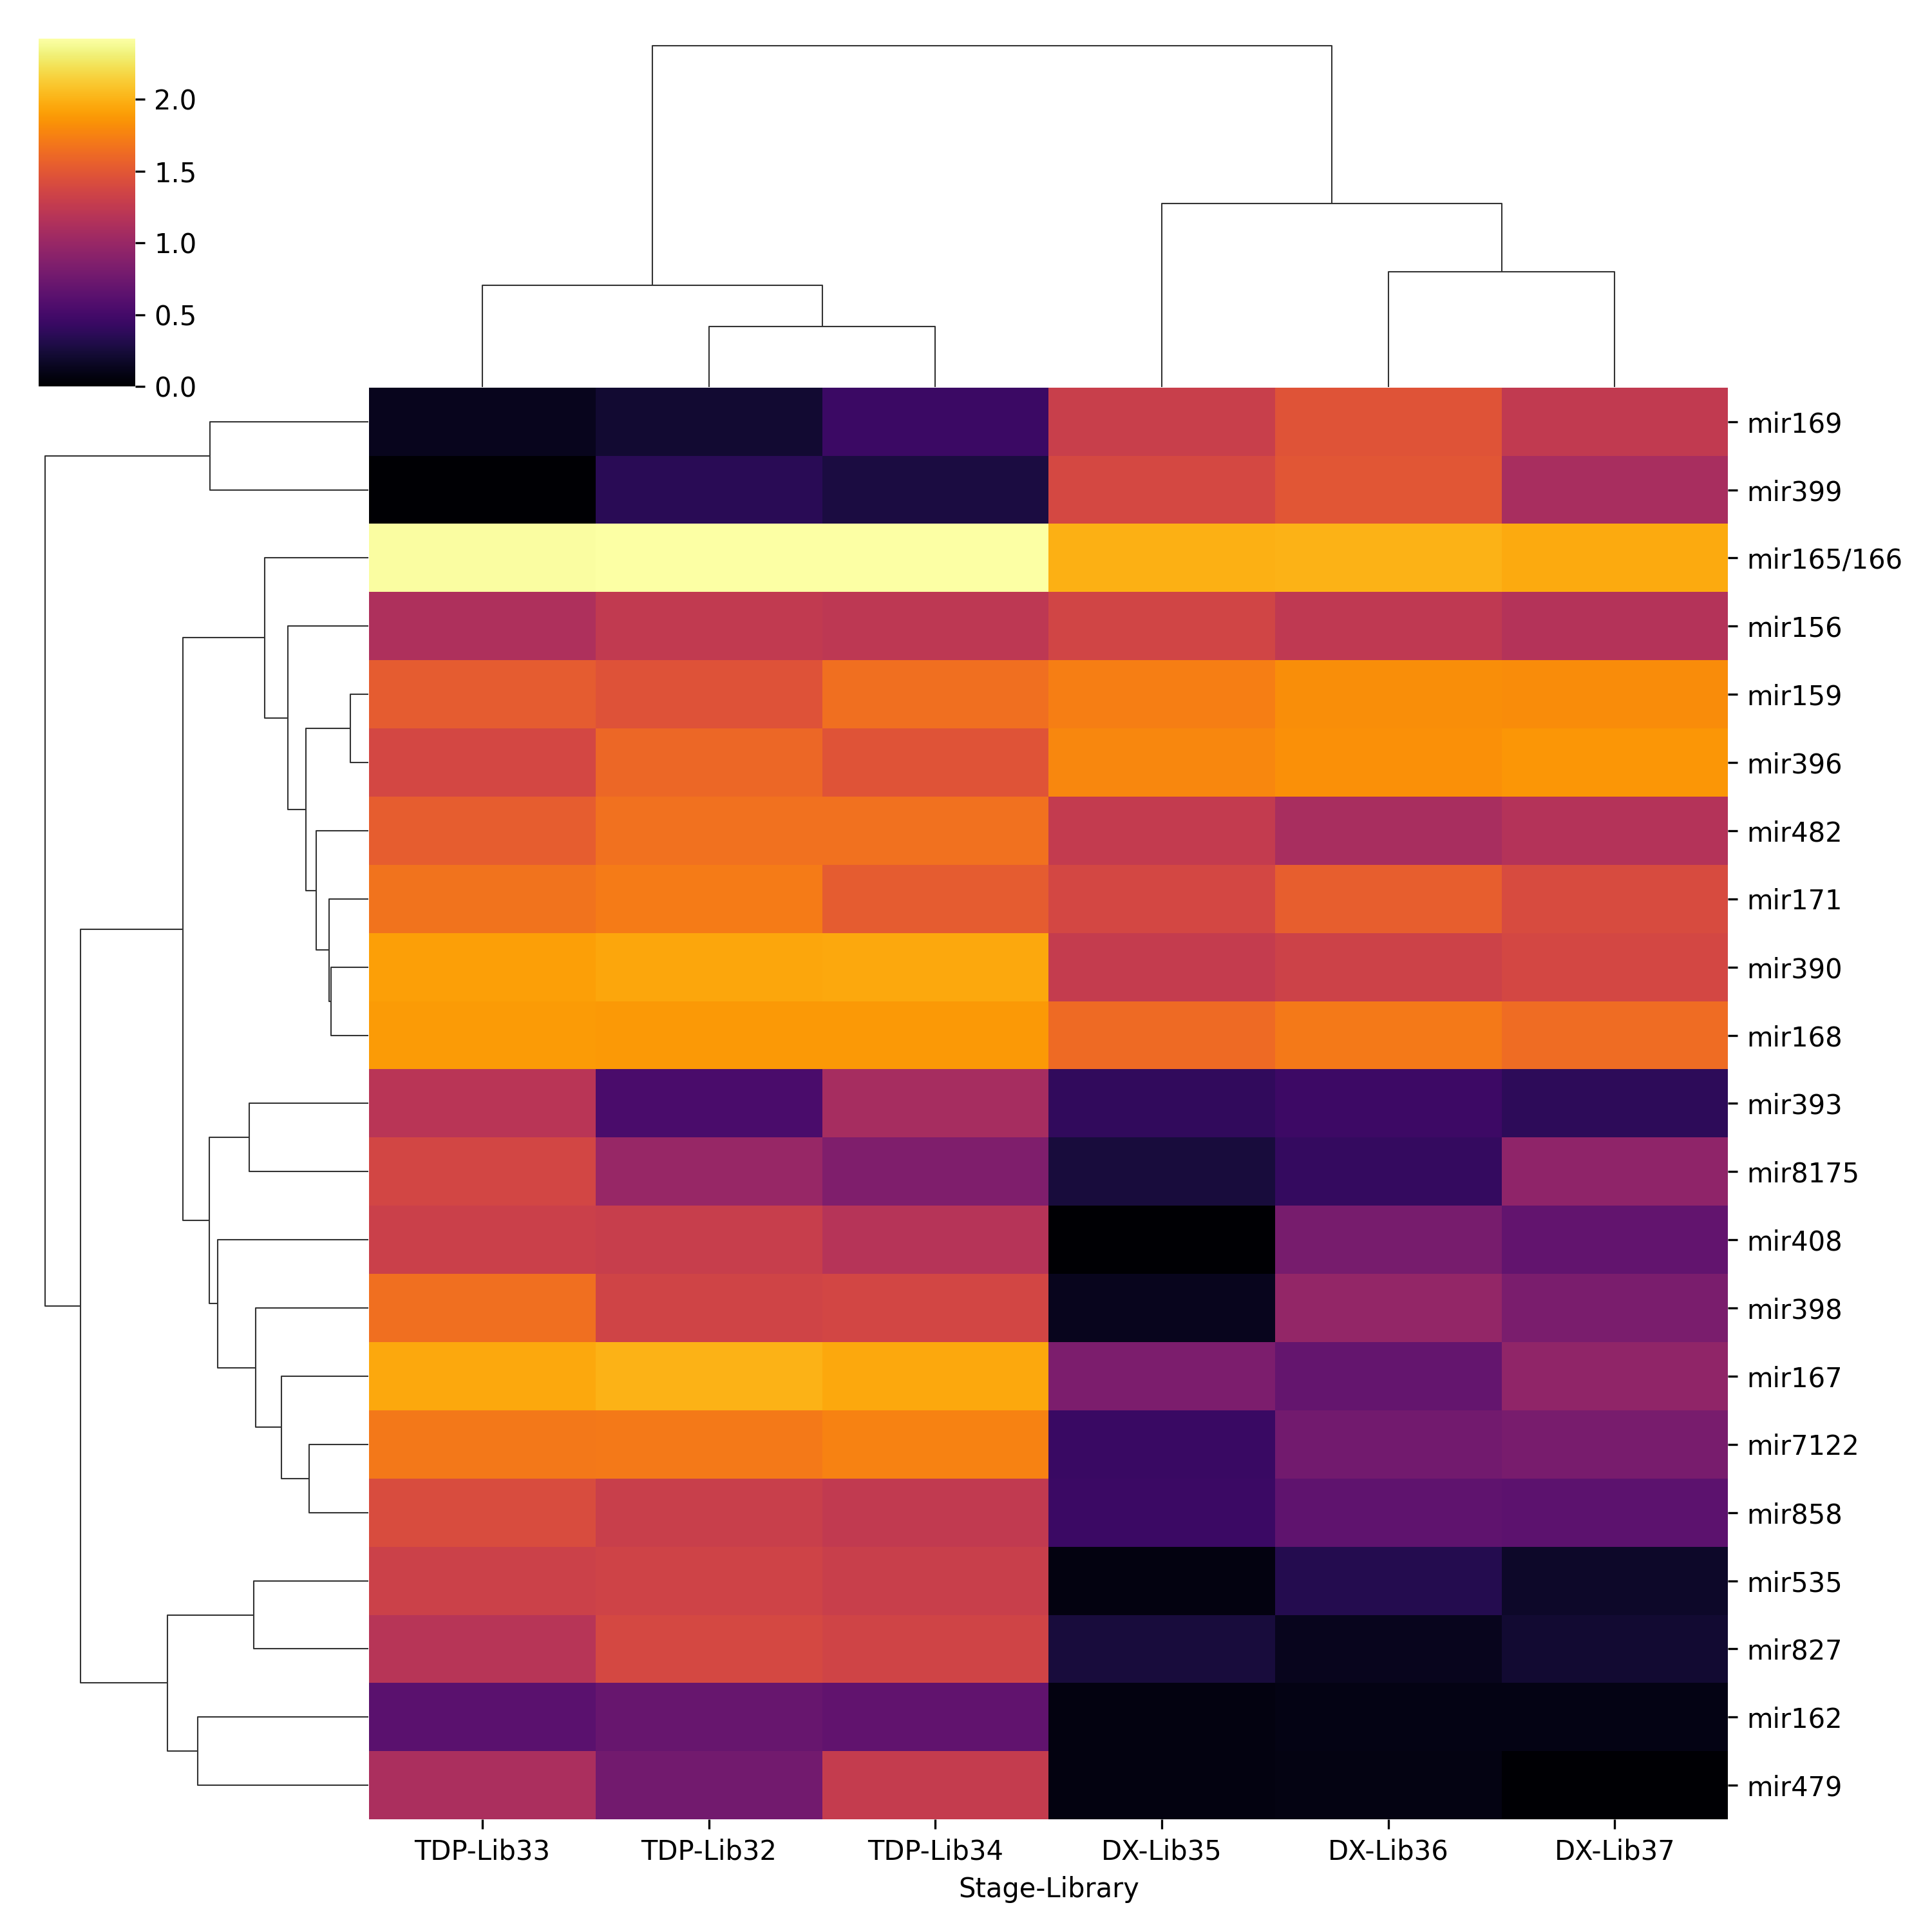 2.0
1.5
1.0
0.5
0.0
mir169
mir399
mir165/166
mir156
mir159
mir396
mir482
mir171
mir390
mir168
mir393
mir8175
mir408
mir398
mir167
mir7122
mir858
mir535
mir827
mir162
mir479
TDP-Lib33 TDP-Lib32 TDP-Lib34 DX-Lib35 DX-Lib36 DX-Lib37
Stage-Library